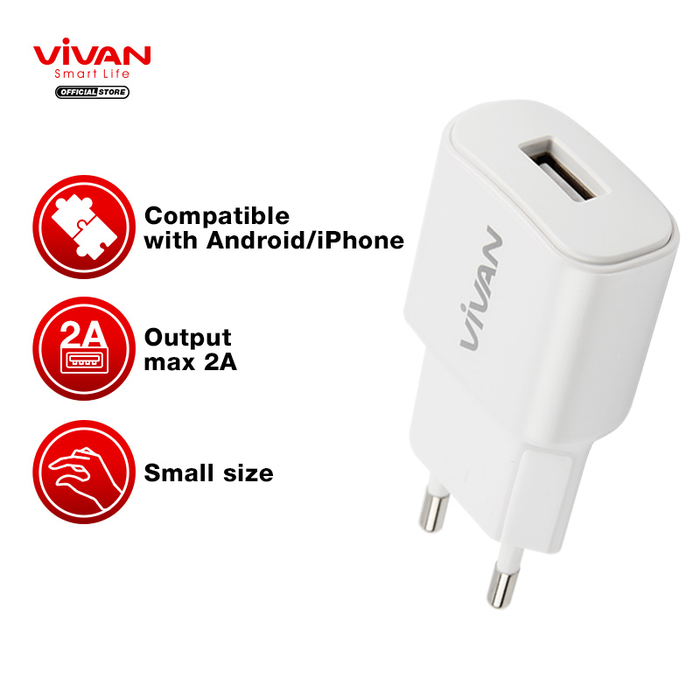 ViVAN
Smart Life
OFFICIAL STORE
Compatible
with Android/iPhone
2A
Output
max 2A
Small size
ViVAN